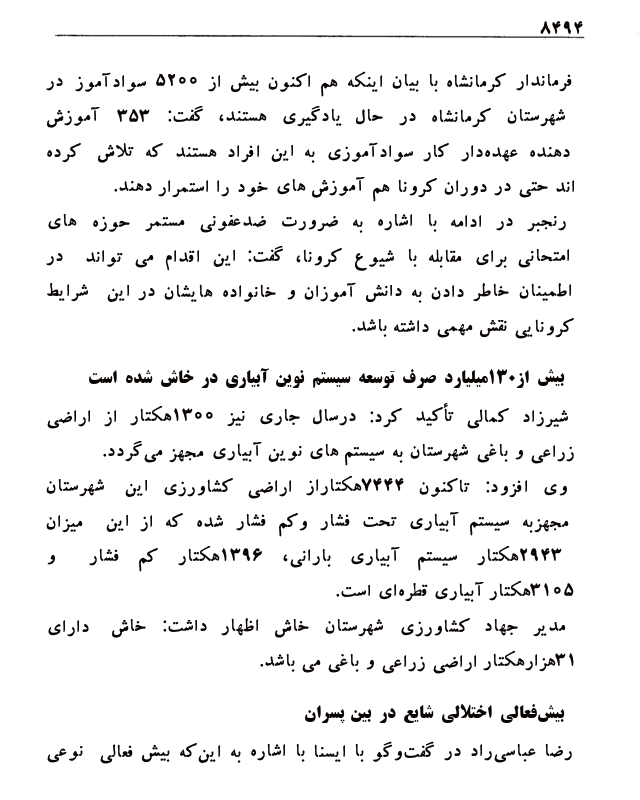 ۸۴۹۴
فرماندار کرمانشاه با بیان اینکه هم اکنون بیش از ۵۲۰۰ سوادآموز در
شهرستان کرمانشاه در حال یادگیری هستند، گفت: ۳۵۳ آموزش
دهنده عهده‌دار کار سوادآموزی به این افراد هستند که تلاش کرده
اند حتی در دوران کرونا هم آموزش های خود را استمرار دهند.
رنجبر در ادامه با اشاره به ضرورت ضدعفونی مستمر حوزه های
امتحانی برای مقابله با شیوع کرونا، گفت: این اقدام می تواند در
اطمینان خاطر دادن به دانش آموزان و خانواده هایشان در این شرایط
کرونایی نقش مهمی داشته باشد.
بیش از۱۳۰میلیارد صرف توسعه سیستم نوین آبیاری در خاش شده است
شیرزاد کمالی تأکید کرد: درسال جاری نیز ۱۳۰۰هکتار از اراضی
زراعی و باغی شهرستان به سیستم های نوین آبیاری مجهز می‌گردد.
وی افزود: تاکنون ۷۴۴۴هکتاراز اراضی کشاورزی این شهرستان
مجهزبه سیستم آبیاری تحت فشار وکم فشار شده که از این میزان
۲۹۴۳هکتار سیستم آبیاری بارانی، ۱۳۹۶هکتار کم فشار و
۳۱۰۵هکتار آبیاری قطره‌ای است.
مدیر جهاد کشاورزی شهرستان خاش اظهار داشت: خاش دارای
۳۱هزارهکتار اراضی زراعی و باغی می باشد.
بیش‌فعالی اختلالی شایع در بین پسران
رضا عباسی‌راد در گفت‌وگو با ایسنا با اشاره به این‌که بیش فعالی نوعی